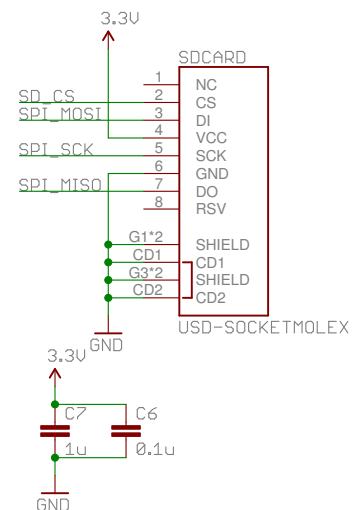 3.3V
SDCARD
1 NC
SD_CS 2 CS
SPI_MOSI 3 DI
4 VCC
SPI_SCK 5 SCK
6 GND
SPI_MISO 7 DO
8 RSV
G1*2 SHIELD
CD1 CD1
G3*2 SHIELD
CD2 CD2
USD-SOCKETMOLEX
GND
3.3V
C7 C6
1u 0.1u
GND